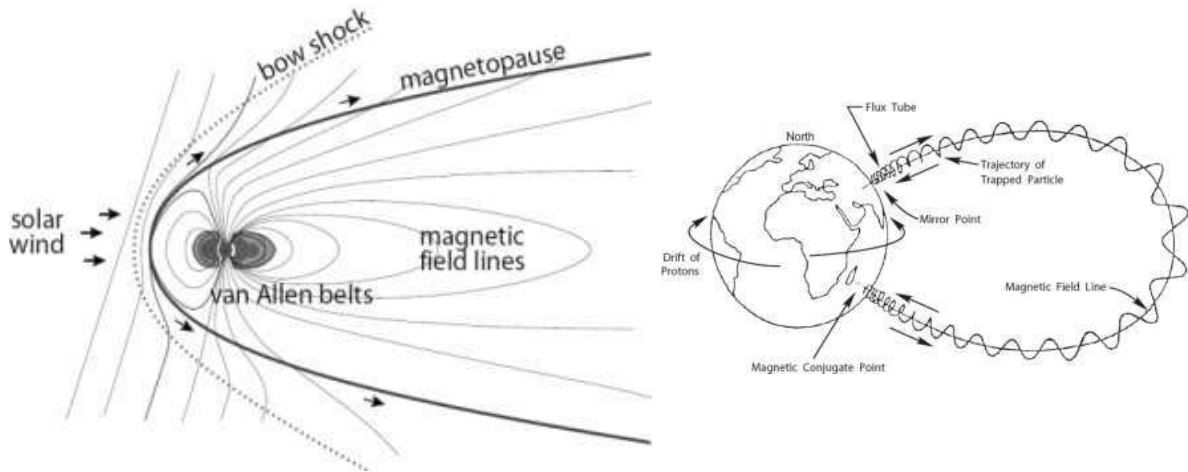 bow shock
magnetopause
solar
wind
magnetic
field lines
van Allen belts
Flux Tube
North
Trajectory of
Trapped Particle
Mirror Point
Drift of
Protons
Magnetic Field Line
Magnetic Conjugate Point